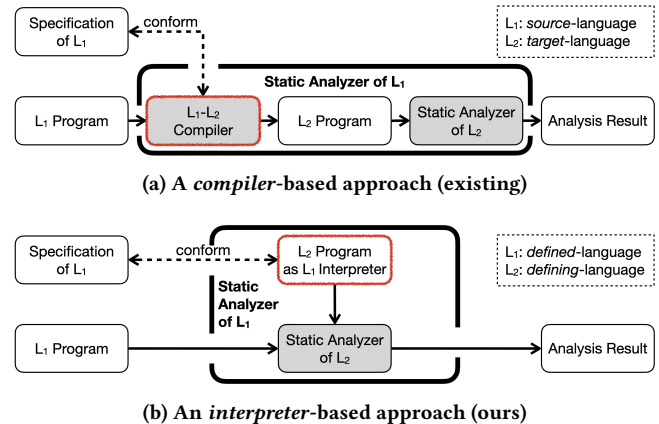 Specification
of L₁
conform
L₁: source-language
L₂: target-language
Static Analyzer of L₁
L₁ Program
L₁-L₂
Compiler
L₂ Program
Static Analyzer
of L₂
Analysis Result
(a) A compiler-based approach (existing)
Specification
of L₁
conform
L₂ Program
as L₁ Interpreter
L₁: defined-language
L₂: defining-language
Static
Analyzer
of L₁
L₁ Program
Static Analyzer
of L₂
Analysis Result
(b) An interpreter-based approach (ours)